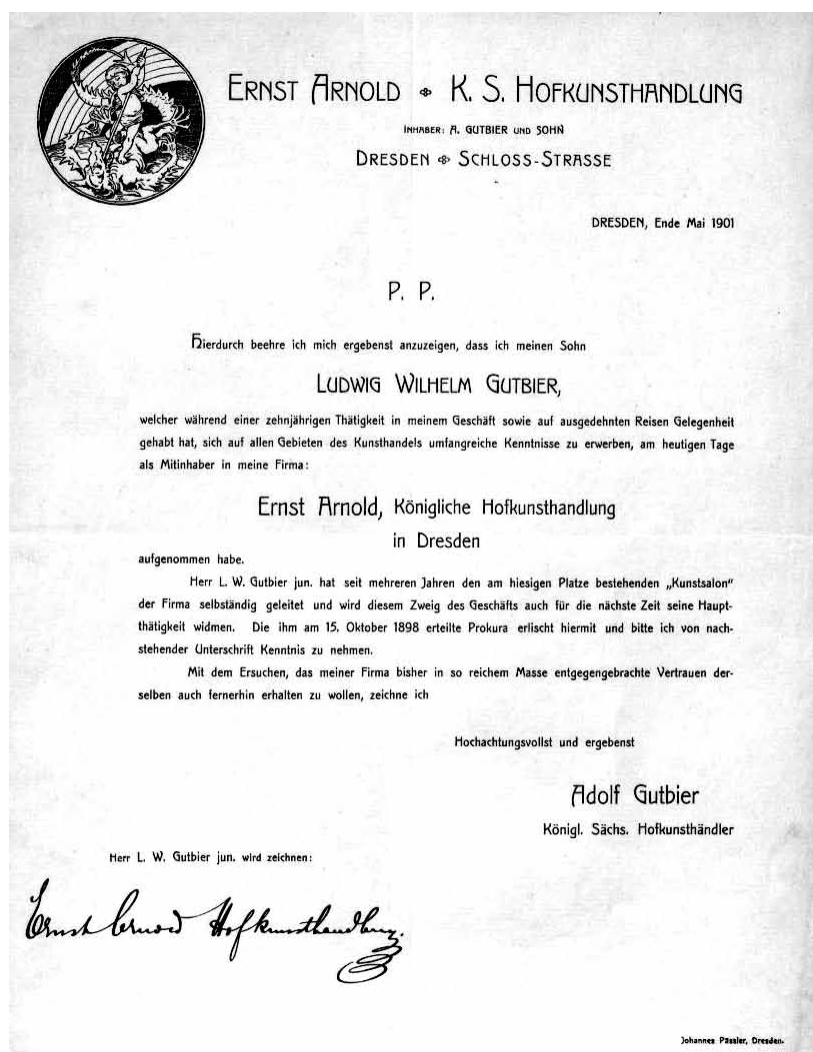 ERNST ARNOLD K. S. HOFKUNSTHANDLUNG
INHABER: A. GUTBIER UND SOHN
DRESDEN SCHLOSS-STRASSE
DRESDEN, Ende Mai 1901
P. P.
Hierdurch beehre ich mich ergebenst anzuzeigen, dass ich meinen Sohn
LUDWIG WILHELM GUTBIER,
welcher während einer zehnjährigen Thätigkeit in meinem Geschäft sowie auf ausgedehnten Reisen Gelegenheit
gehabt hat, sich auf allen Gebieten des Kunsthandels umfangreiche Kenntnisse zu erwerben, am heutigen Tage
als Mitinhaber in meine Firma:
Ernst Arnold, Königliche Hofkunsthandlung
in Dresden
aufgenommen habe.
Herr L. W. Gutbier jun. hat seit mehreren Jahren den am hiesigen Platze bestehenden „Kunstsalon"
der Firma selbständig geleitet und wird diesem Zweig des Geschäfts auch für die nächste Zeit seine Haupt-
thätigkeit widmen. Die ihm am 15. Oktober 1898 erteilte Prokura erlischt hiermit und bitte ich von nach-
stehender Unterschrift Kenntnis zu nehmen.
Mit dem Ersuchen, das meiner Firma bisher in so reichem Masse entgegengebrachte Vertrauen der-
selben auch fernerhin erhalten zu wollen, zeichne ich
Hochachtungsvollst und ergebenst
Adolf Gutbier
Königl. Sächs. Hofkunsthändler
Herr L. W. Gutbier jun. wird zeichnen:
Ernst Arnold Hofkunsthandlung.
Johannes Pässler, Dresden.